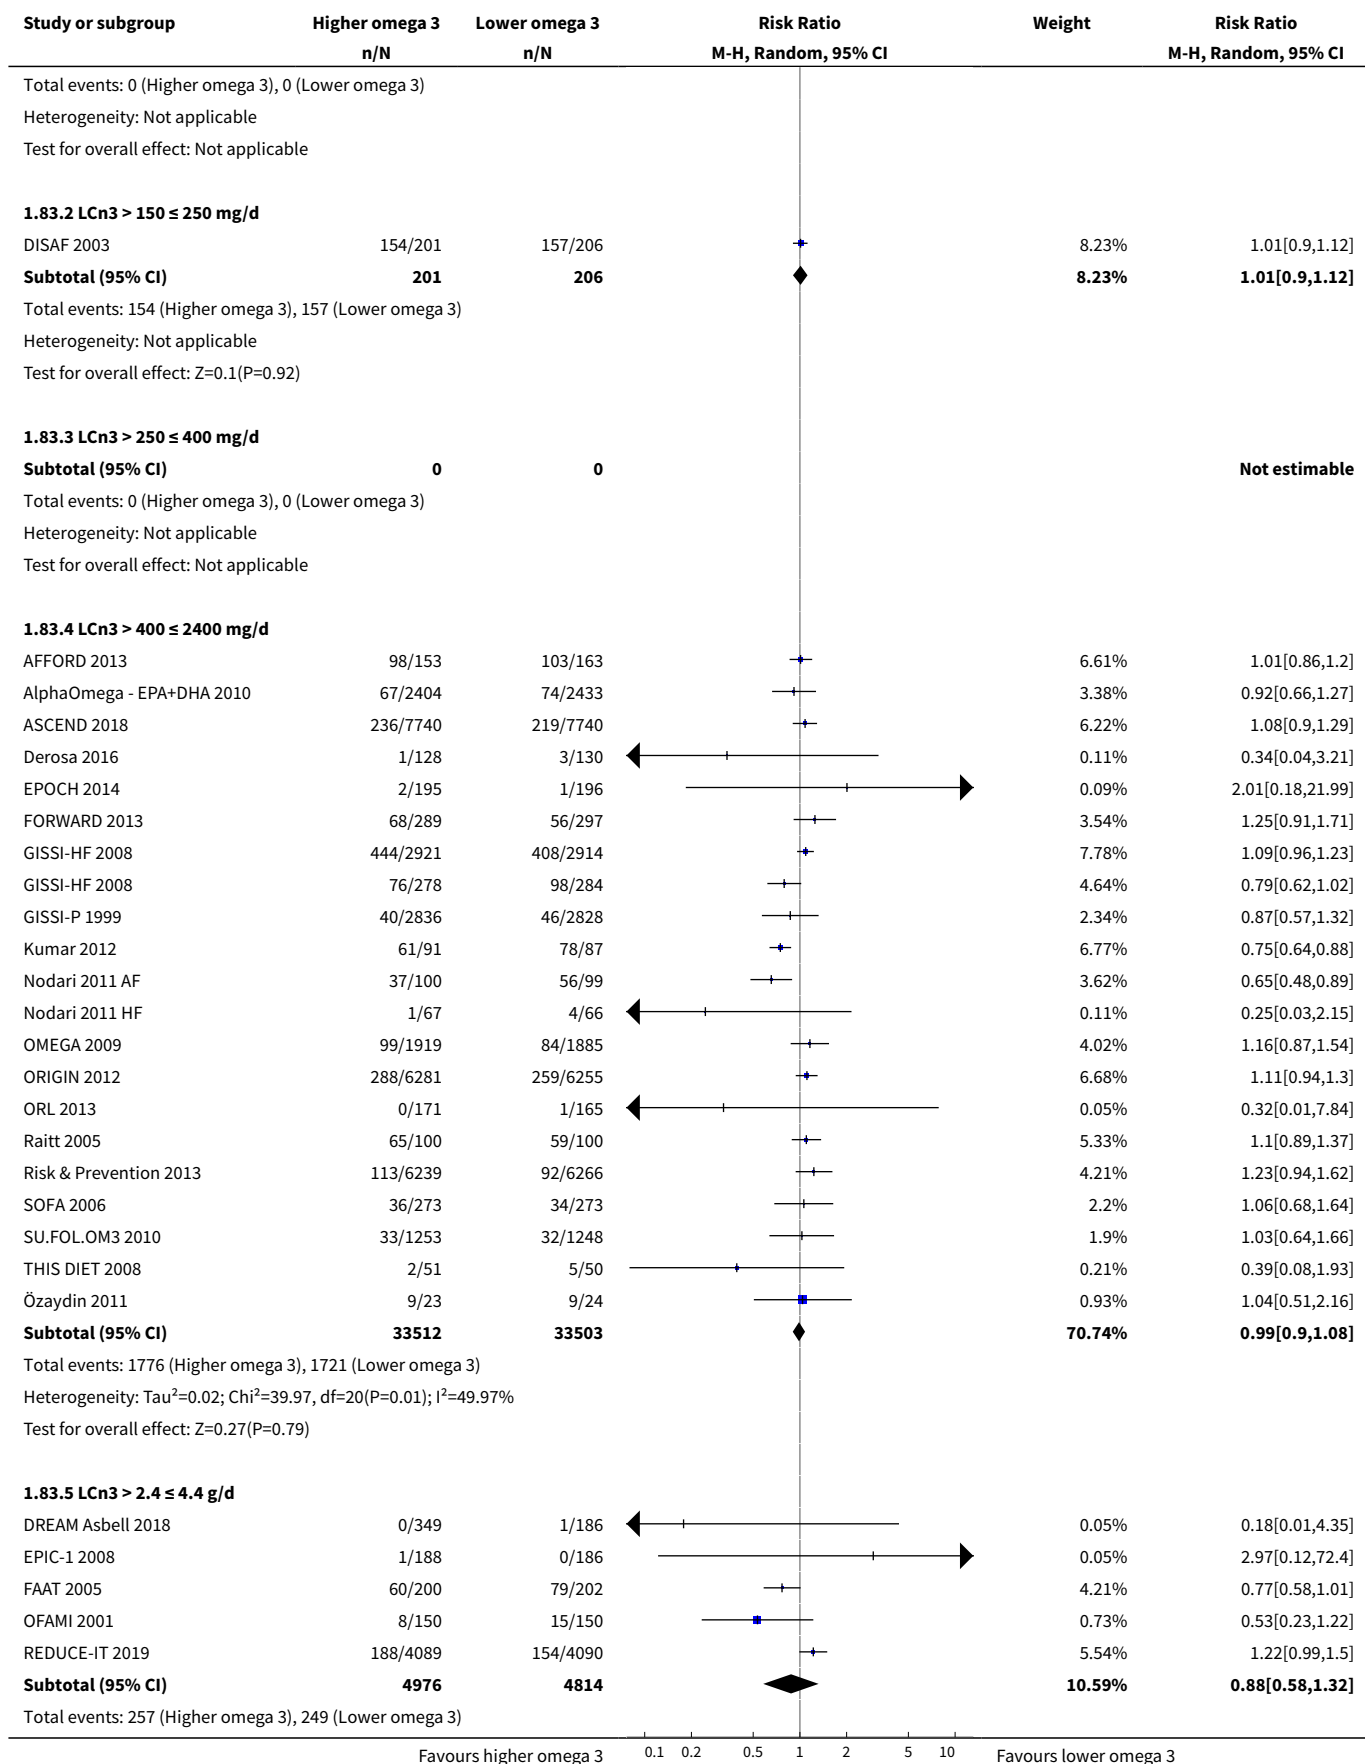 Study or subgroup Higher omega 3 Lower omega 3 Risk Ratio Weight Risk Ratio
n/N n/N M-H, Random, 95% CI M-H, Random, 95% CI
Total events: 0 (Higher omega 3), 0 (Lower omega 3)
Heterogeneity: Not applicable
Test for overall effect: Not applicable
1.83.2 LCn3 > 150 ≤ 250 mg/d
DISAF 2003 154/201 157/206 8.23% 1.01[0.9,1.12]
Subtotal (95% CI) 201 206 8.23% 1.01[0.9,1.12]
Total events: 154 (Higher omega 3), 157 (Lower omega 3)
Heterogeneity: Not applicable
Test for overall effect: Z=0.1(P=0.92)
1.83.3 LCn3 > 250 ≤ 400 mg/d
Subtotal (95% CI) 0 0 Not estimable
Total events: 0 (Higher omega 3), 0 (Lower omega 3)
Heterogeneity: Not applicable
Test for overall effect: Not applicable
1.83.4 LCn3 > 400 ≤ 2400 mg/d
AFFORD 2013 98/153 103/163 6.61% 1.01[0.86,1.2]
AlphaOmega - EPA+DHA 2010 67/2404 74/2433 3.38% 0.92[0.66,1.27]
ASCEND 2018 236/7740 219/7740 6.22% 1.08[0.9,1.29]
Derosa 2016 1/128 3/130 0.11% 0.34[0.04,3.21]
EPOCH 2014 2/195 1/196 0.09% 2.01[0.18,21.99]
FORWARD 2013 68/289 56/297 3.54% 1.25[0.91,1.71]
GISSI-HF 2008 444/2921 408/2914 7.78% 1.09[0.96,1.23]
GISSI-HF 2008 76/278 98/284 4.64% 0.79[0.62,1.02]
GISSI-P 1999 40/2836 46/2828 2.34% 0.87[0.57,1.32]
Kumar 2012 61/91 78/87 6.77% 0.75[0.64,0.88]
Nodari 2011 AF 37/100 56/99 3.62% 0.65[0.48,0.89]
Nodari 2011 HF 1/67 4/66 0.11% 0.25[0.03,2.15]
OMEGA 2009 99/1919 84/1885 4.02% 1.16[0.87,1.54]
ORIGIN 2012 288/6281 259/6255 6.68% 1.11[0.94,1.3]
ORL 2013 0/171 1/165 0.05% 0.32[0.01,7.84]
Raitt 2005 65/100 59/100 5.33% 1.1[0.89,1.37]
Risk & Prevention 2013 113/6239 92/6266 4.21% 1.23[0.94,1.62]
SOFA 2006 36/273 34/273 2.2% 1.06[0.68,1.64]
SU.FOL.OM3 2010 33/1253 32/1248 1.9% 1.03[0.64,1.66]
THIS DIET 2008 2/51 5/50 0.21% 0.39[0.08,1.93]
Özaydin 2011 9/23 9/24 0.93% 1.04[0.51,2.16]
Subtotal (95% CI) 33512 33503 70.74% 0.99[0.9,1.08]
Total events: 1776 (Higher omega 3), 1721 (Lower omega 3)
Heterogeneity: Tau²=0.02; Chi²=39.97, df=20(P=0.01); I²=49.97%
Test for overall effect: Z=0.27(P=0.79)
1.83.5 LCn3 > 2.4 ≤ 4.4 g/d
DREAM Asbell 2018 0/349 1/186 0.05% 0.18[0.01,4.35]
EPIC-1 2008 1/188 0/186 0.05% 2.97[0.12,72.4]
FAAT 2005 60/200 79/202 4.21% 0.77[0.58,1.01]
OFAMI 2001 8/150 15/150 0.73% 0.53[0.23,1.22]
REDUCE-IT 2019 188/4089 154/4090 5.54% 1.22[0.99,1.5]
Subtotal (95% CI) 4976 4814 10.59% 0.88[0.58,1.32]
Total events: 257 (Higher omega 3), 249 (Lower omega 3)
Favours higher omega 3 0.1 0.2 0.5 1 2 5 10 Favours lower omega 3